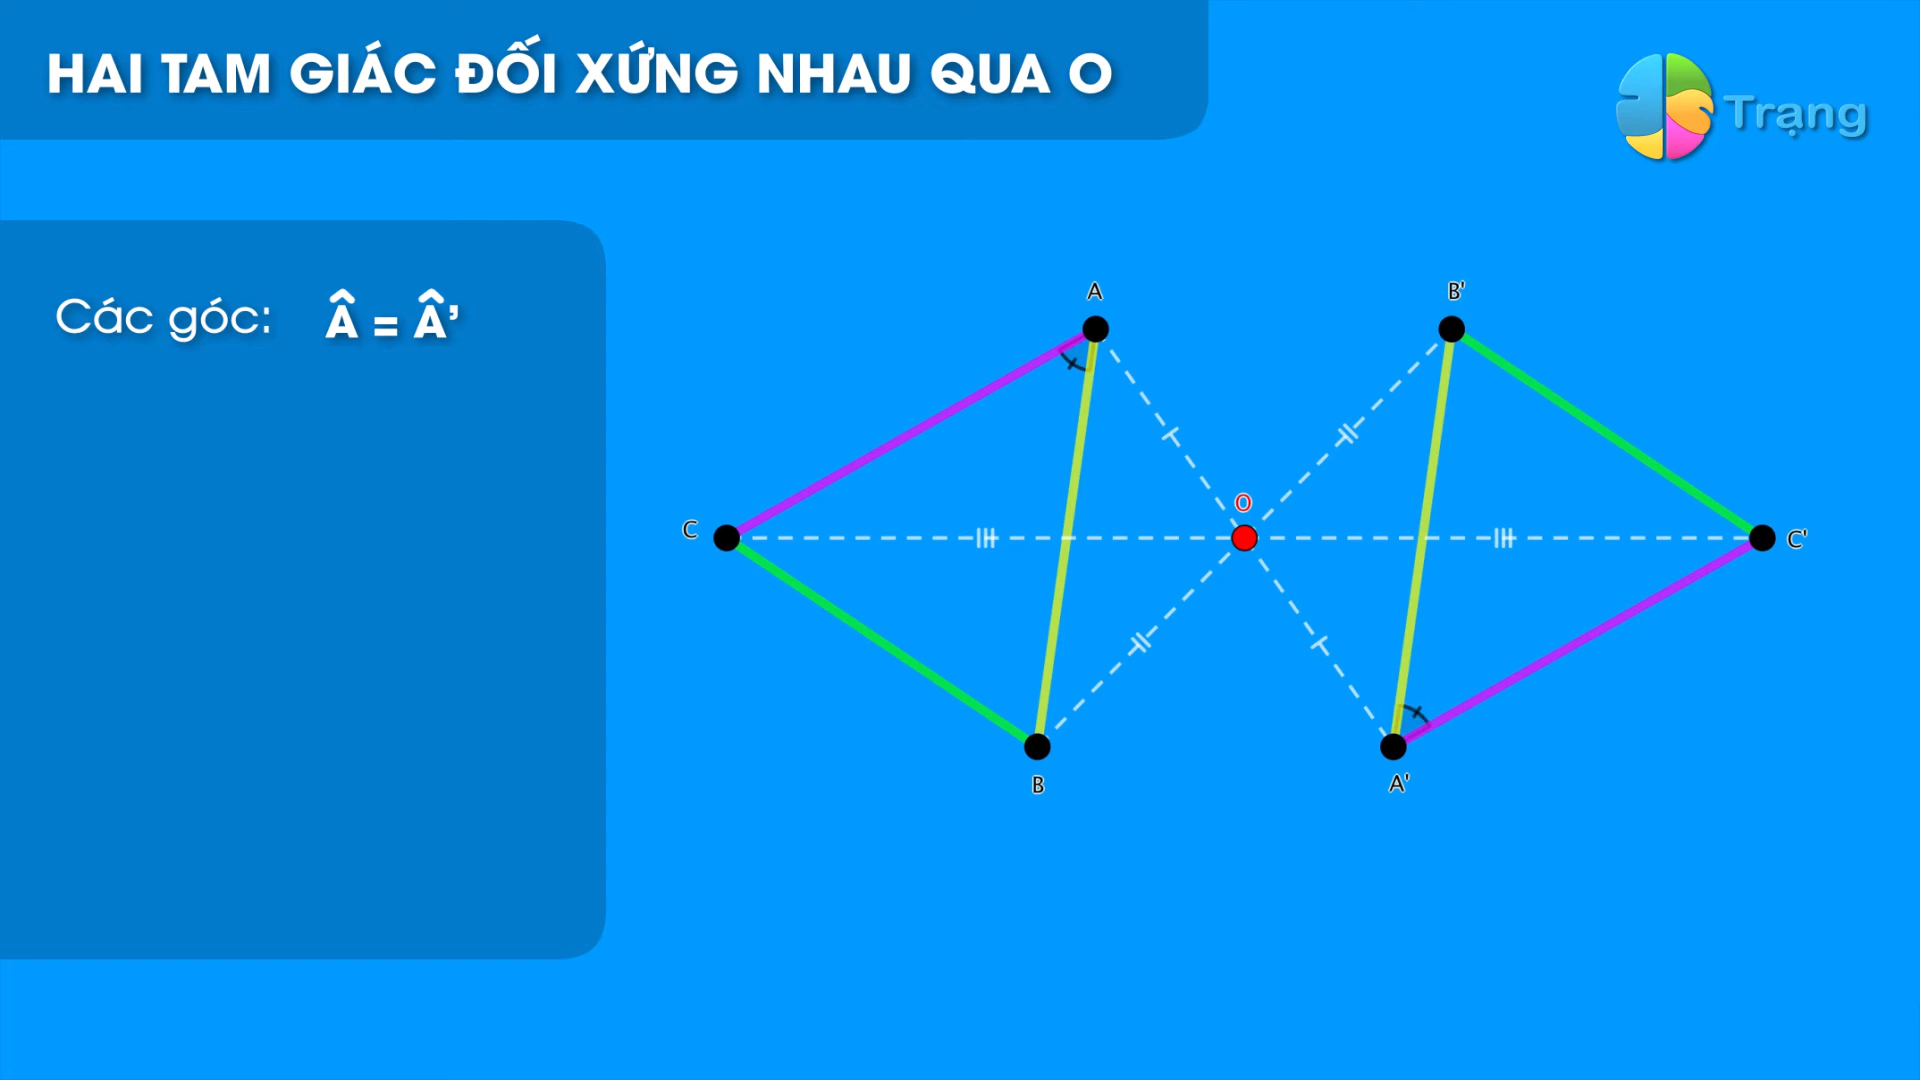 HAI TAM GIÁC ĐỐI XỨNG NHAU QUA O
Trạng
Các góc: Â = Â’
A
B'
O
C
C'
B
A'